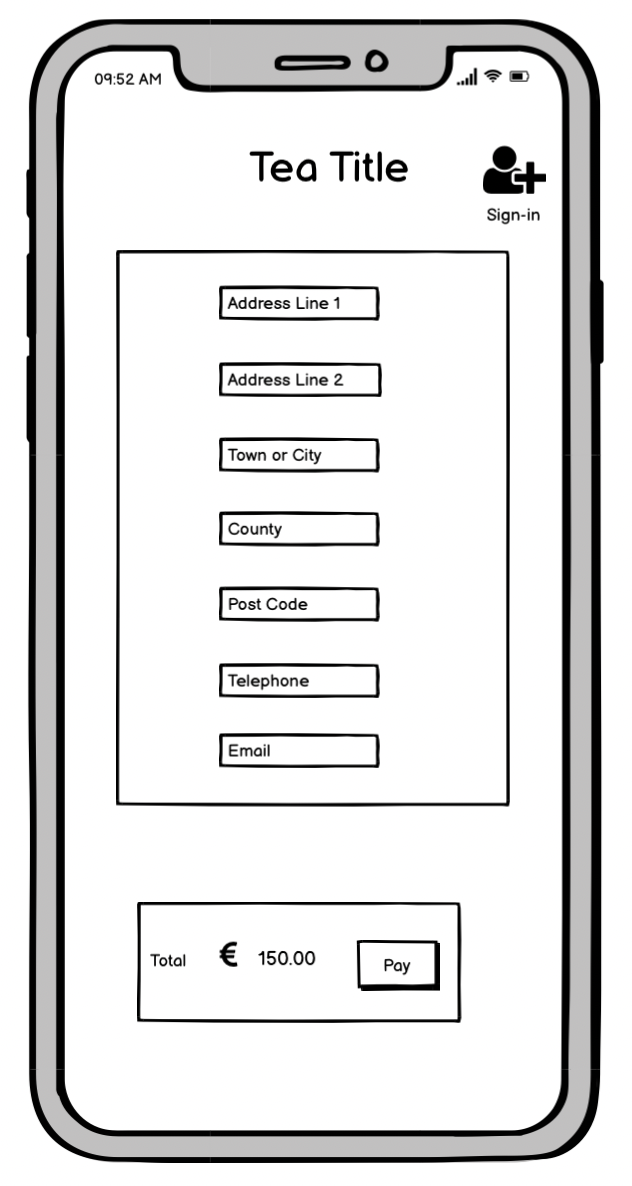 09:52 AM
Tea Title
Sign-in
Address Line 1
Address Line 2
Town or City
County
Post Code
Telephone
Email
Total € 150.00 Pay